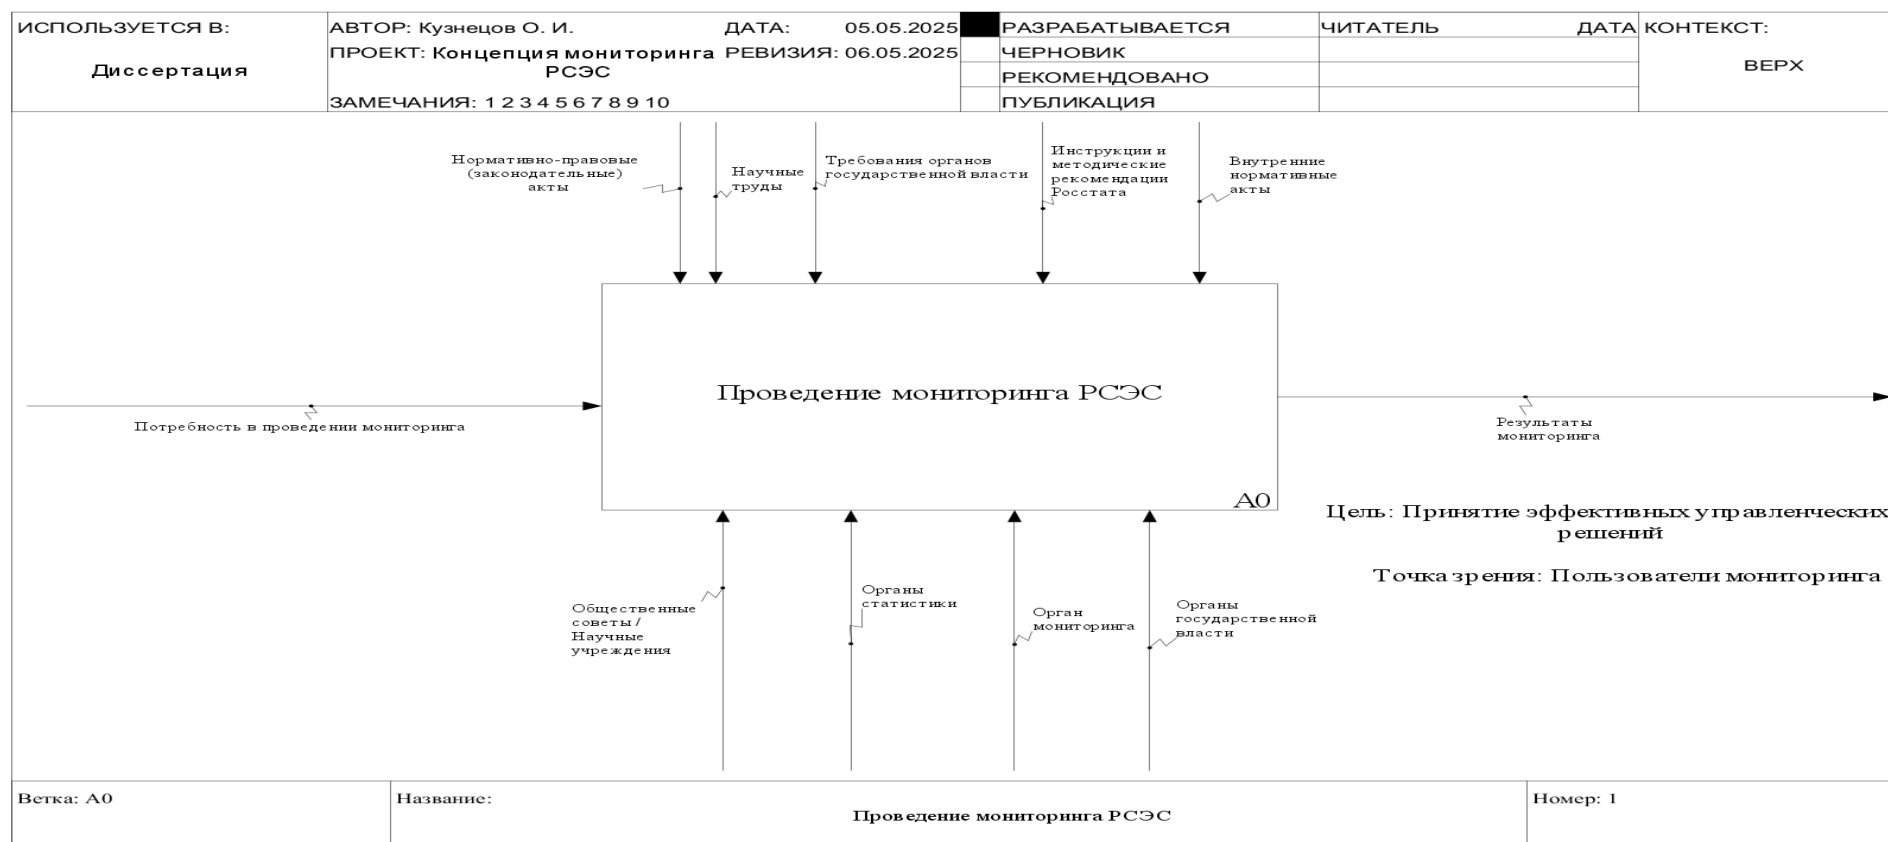 ИСПОЛЬЗУЕТСЯ В:
Диссертация
АВТОР: Кузнецов О. И.
ДАТА: 05.05.2025
ПРОЕКТ: Концепция мониторинга
РСЭС
РЕВИЗИЯ: 06.05.2025
ЗАМЕЧАНИЯ: 1 2 3 4 5 6 7 8 9 10
РАЗРАБАТЫВАЕТСЯ
ЧЕРНОВИК
РЕКОМЕНДОВАНО
ПУБЛИКАЦИЯ
ЧИТАТЕЛЬ
ДАТА
КОНТЕКСТ:
ВЕРХ
Нормативно-правовые
(законодательные)
акты
Научные
труды
Требования органов
государственной власти
Инструкции и
методические
рекомендации
Росстата
Внутренние
нормативные
акты
Проведение мониторинга РСЭС
А0
Потребность в проведении мониторинга
Результаты
мониторинга
Цель: Принятие эффективных управленческих
решений
Точка зрения: Пользователи мониторинга
Общественные
советы /
Научные
учреждения
Органы
статистики
Орган
мониторинга
Органы
государственной
власти
Ветка: А0
Название:
Проведение мониторинга РСЭС
Номер: 1